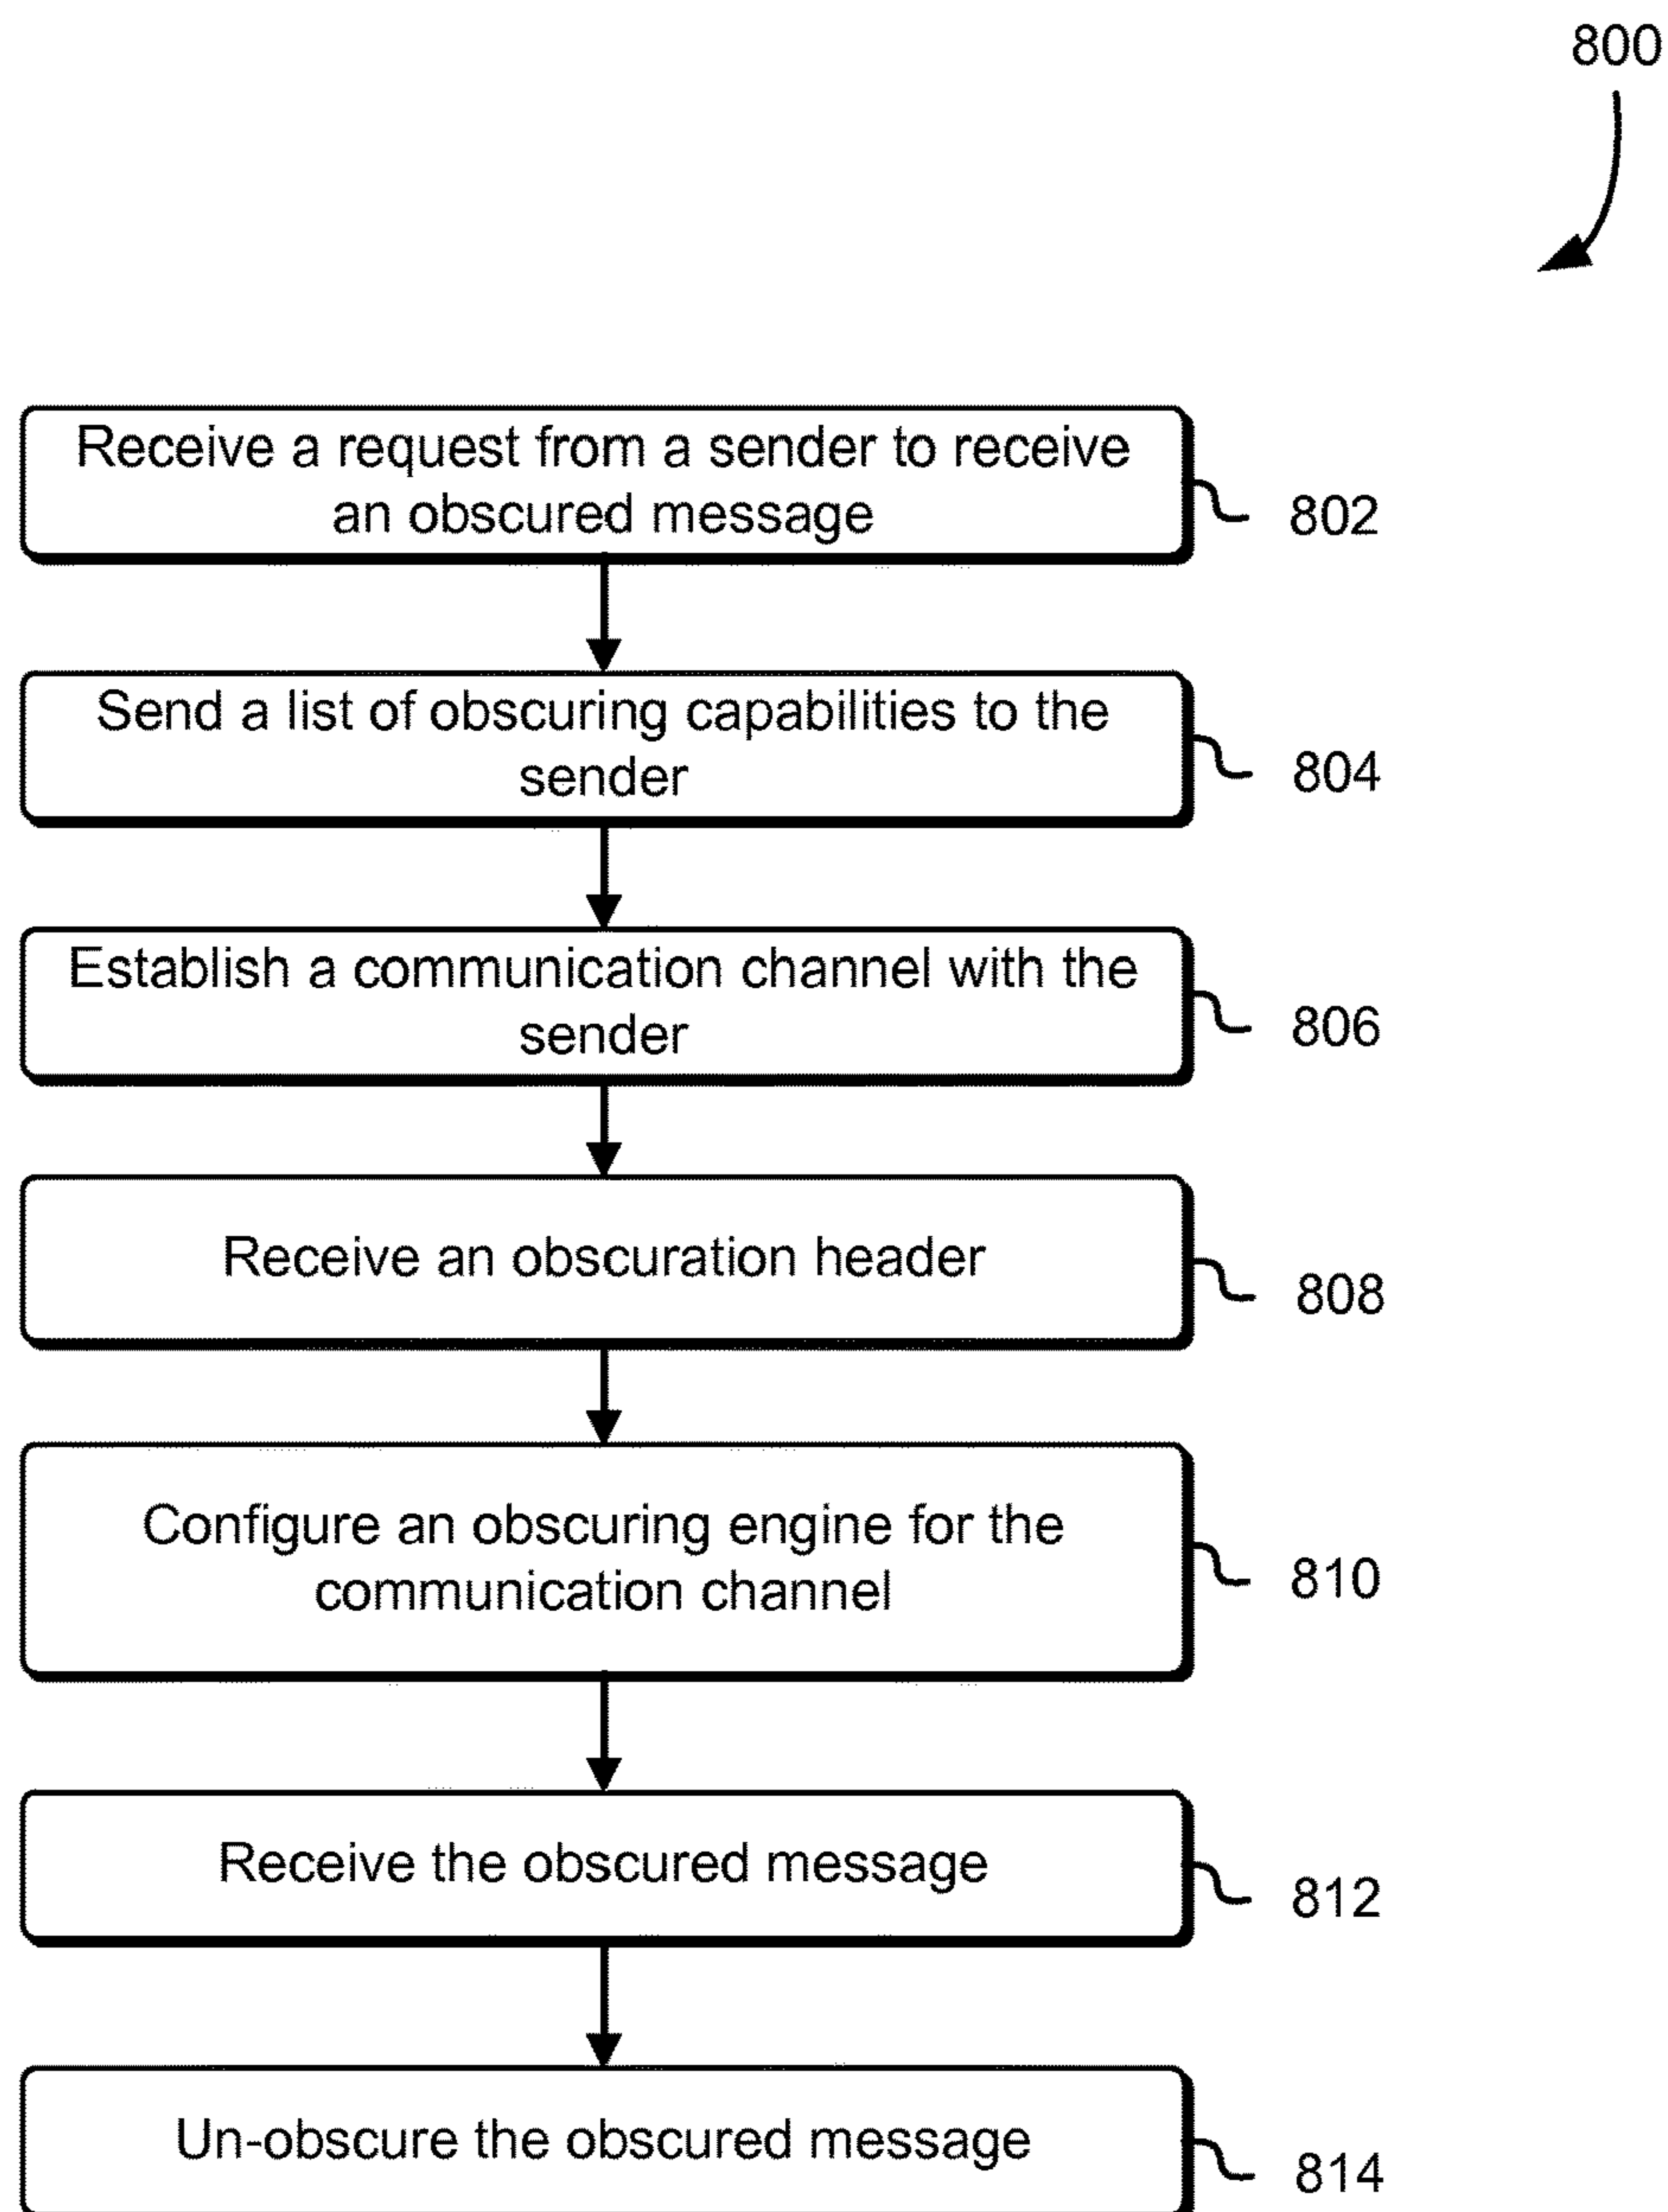 800
Receive a request from a sender to receive
an obscured message
802
Send a list of obscuring capabilities to the
sender
804
Establish a communication channel with the
sender
806
Receive an obscuration header
808
Configure an obscuring engine for the
communication channel
810
Receive the obscured message
812
Un-obscure the obscured message
814